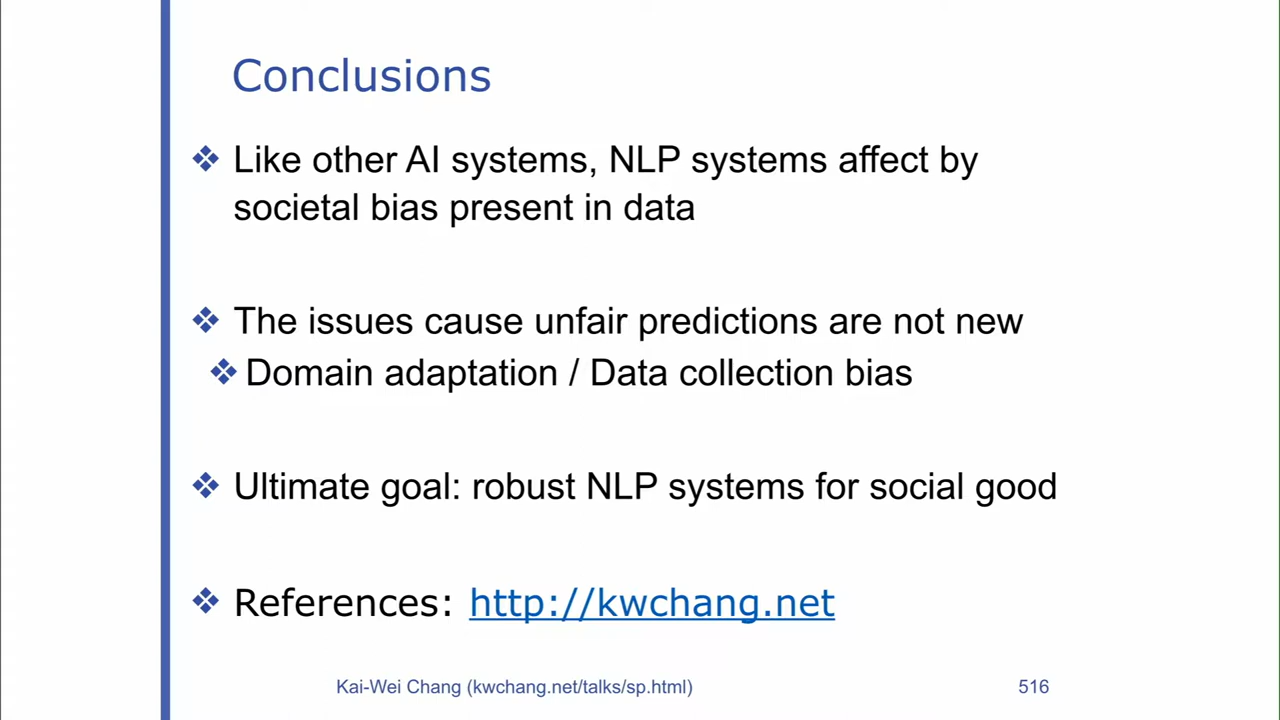 Conclusions
Like other AI systems, NLP systems affect by
societal bias present in data
The issues cause unfair predictions are not new
Domain adaptation / Data collection bias
Ultimate goal: robust NLP systems for social good
References: http://kwchang.net
Kai-Wei Chang (kwchang.net/talks/sp.html)
516